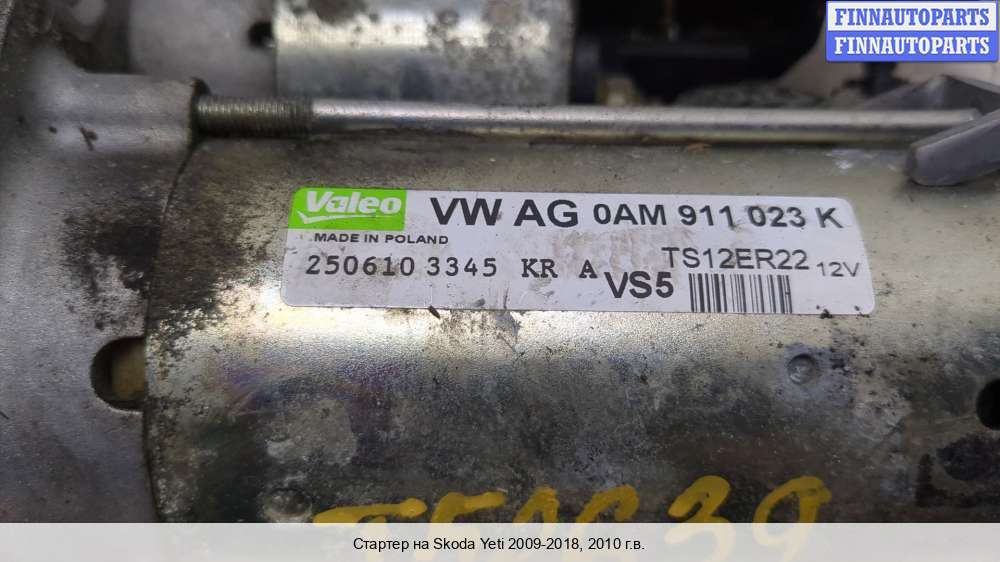 FINNAUTOPARTS
FINNAUTOPARTS
Valeo VW AG 0AM 911 023 K
MADE IN POLAND
250610 3345 KR A VS5 TS12ER22 12V
Стартер на Skoda Yeti 2009-2018, 2010 г.в.